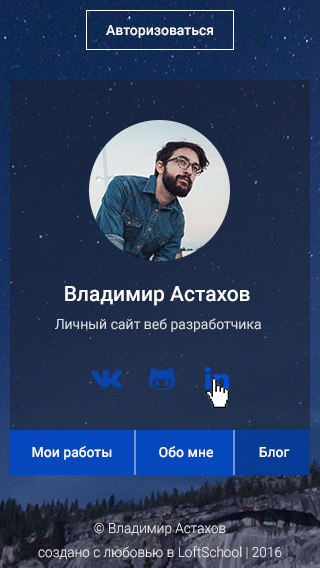 Авторизоваться
Владимир Астахов
Личный сайт веб разработчика
Мои работы
Обо мне
Блог
© Владимир Астахов
создано с любовью в LoftSchool | 2016